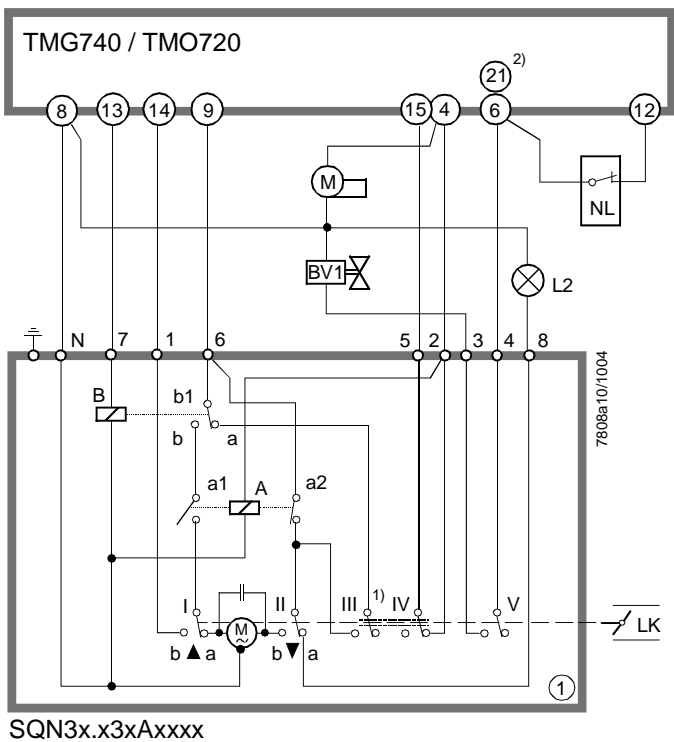 TMG740 / TMO720
21 2)
8 13 14 9 15 4 6 12
M
NL
BV1
L2
N 7 1 6 5 2 3 4 8
7808a10/1004
B b1
b a
a1 A a2
I II III 1) IV V
M
~
b ▲ a b ▼ a
LK
1
SQN3x.x3xAxxxx